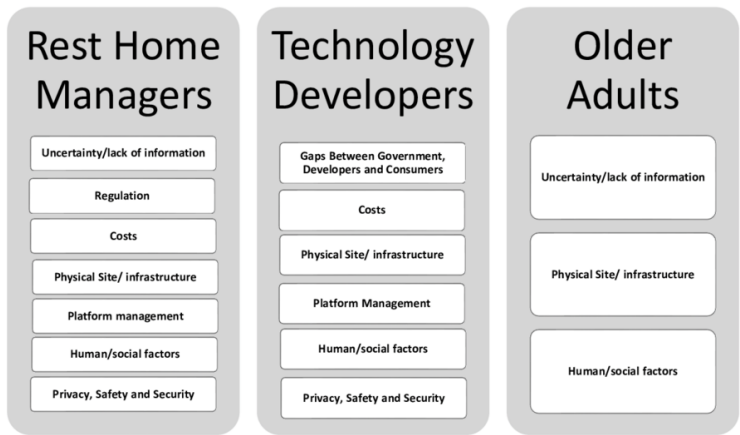 Rest Home
Managers
Uncertainty/lack of information
Regulation
Costs
Physical Site/ infrastructure
Platform management
Human/social factors
Privacy, Safety and Security
Technology
Developers
Gaps Between Government,
Developers and Consumers
Costs
Physical Site/ infrastructure
Platform Management
Human/social factors
Privacy, Safety and Security
Older
Adults
Uncertainty/lack of information
Physical Site/ infrastructure
Human/social factors